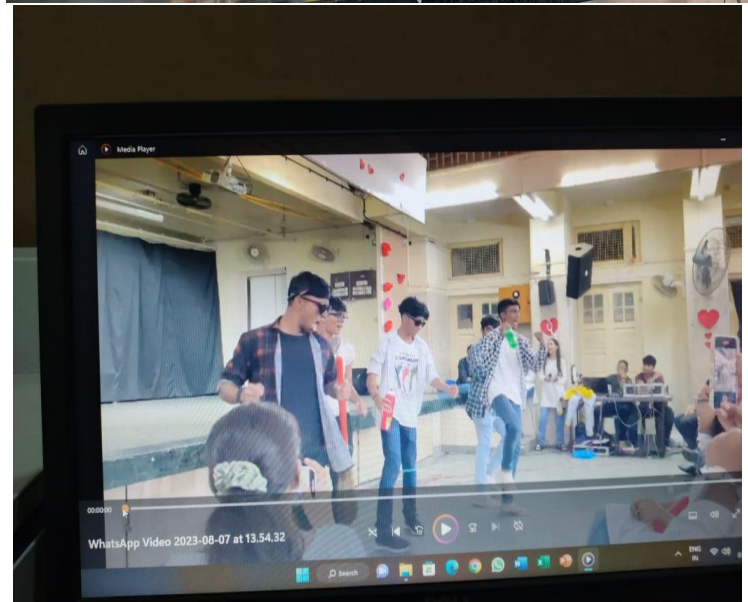 Media Player
00:00:00
WhatsApp Video 2023-08-07 at 13.54.32
Search
ENG
IN